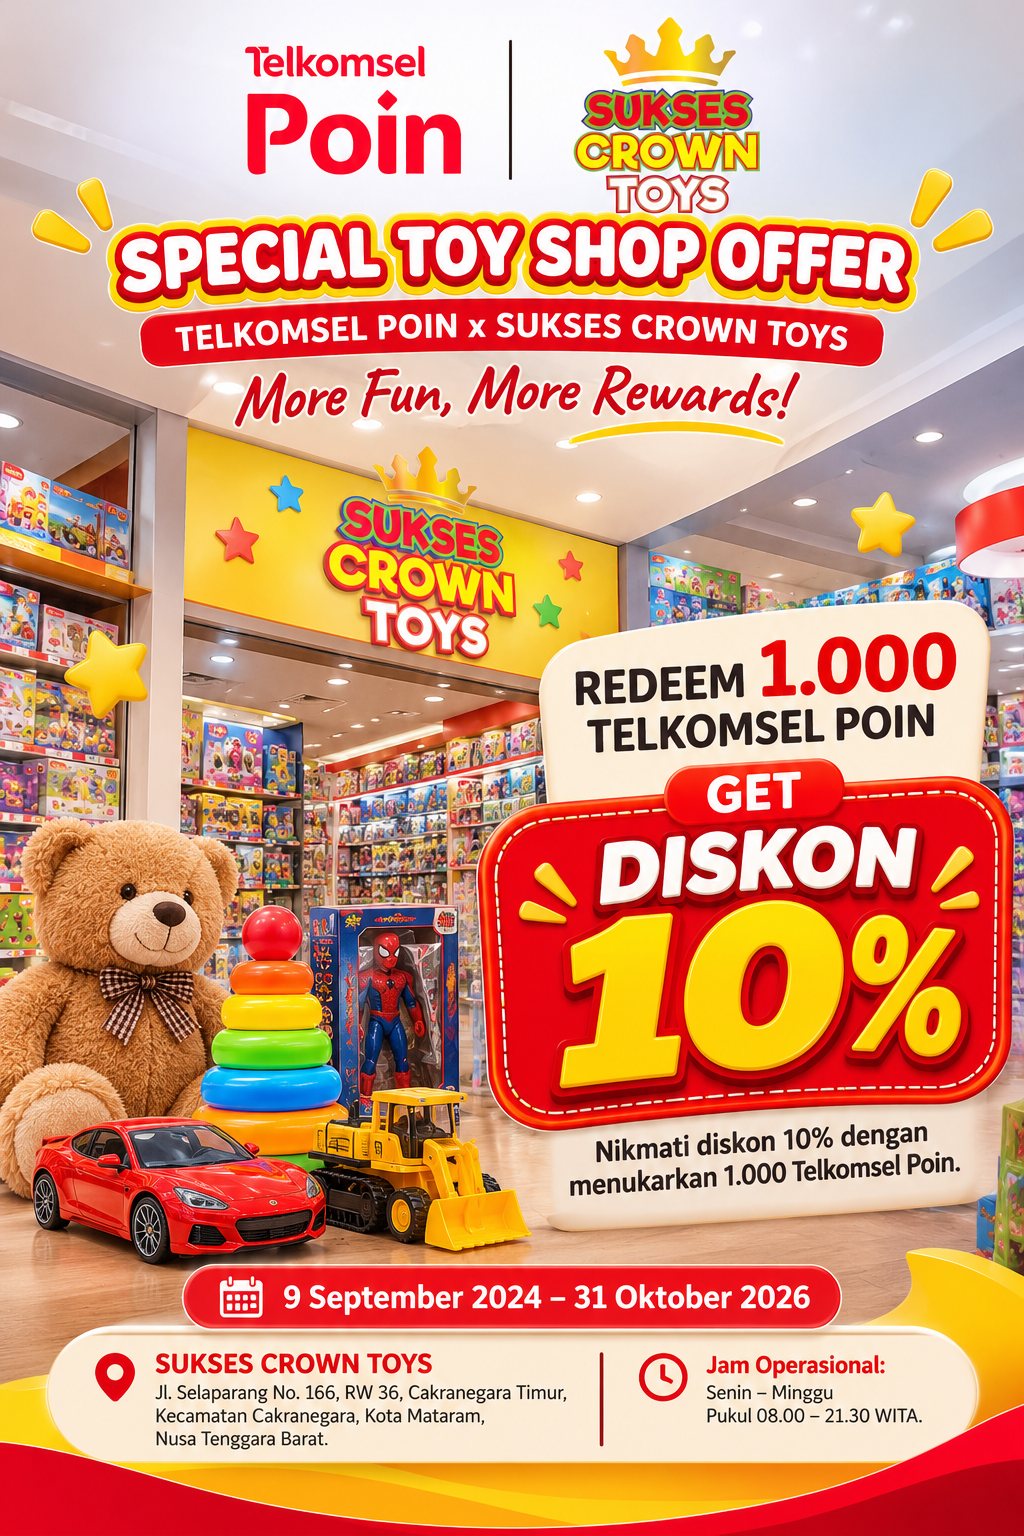 Telkomsel
Poin
SUKSES
CROWN
TOYS
SPECIAL TOY SHOP OFFER
TELKOMSEL POIN x SUKSES CROWN TOYS
More Fun, More Rewards!
SUKSES
CROWN
TOYS
REDEEM 1.000
TELKOMSEL POIN
GET
DISKON
10%
Nikmati diskon 10% dengan
menukarkan 1.000 Telkomsel Poin.
9 September 2024 – 31 Oktober 2026
SUKSES CROWN TOYS
Jl. Selaparang No. 166, RW 36, Cakranegara Timur,
Kecamatan Cakranegara, Kota Mataram,
Nusa Tenggara Barat.
Jam Operasional:
Senin – Minggu
Pukul 08.00 – 21.30 WITA.